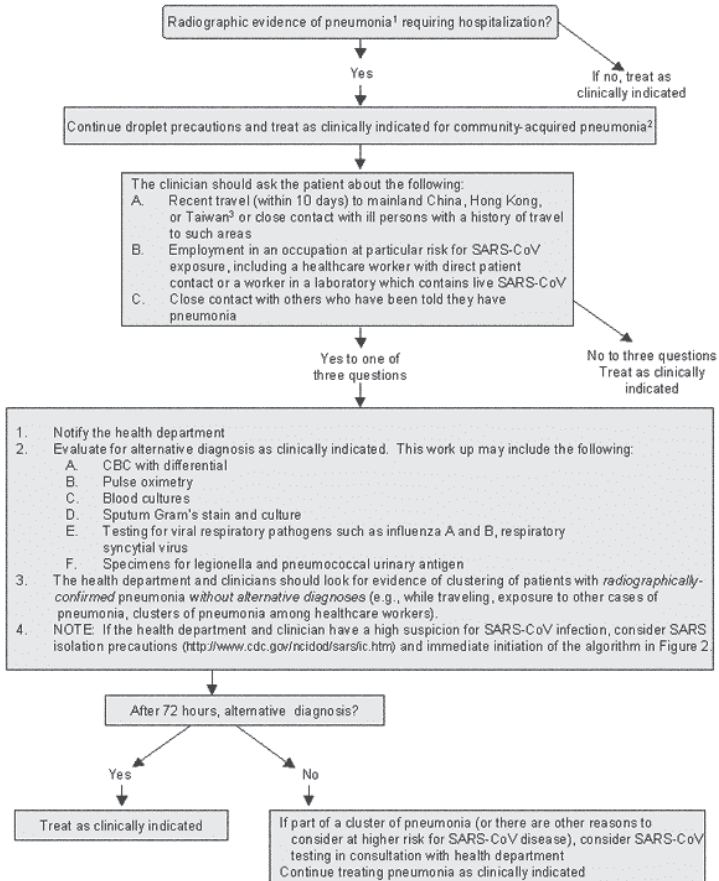 Radiographic evidence of pneumonia1 requiring hospitalization?
Yes
If no, treat as
clinically indicated
Continue droplet precautions and treat as clinically indicated for community-acquired pneumonia2
The clinician should ask the patient about the following:
A. Recent travel (within 10 days) to mainland China, Hong Kong,
or Taiwan3 or close contact with ill persons with a history of travel
to such areas
B. Employment in an occupation at particular risk for SARS-CoV
exposure, including a healthcare worker with direct patient
contact or a worker in a laboratory which contains live SARS-CoV
C. Close contact with others who have been told they have
pneumonia
Yes to one of
three questions
No to three questions
Treat as clinically
indicated
1. Notify the health department
2. Evaluate for alternative diagnosis as clinically indicated. This work up may include the following:
A. CBC with differential
B. Pulse oximetry
C. Blood cultures
D. Sputum Gram's stain and culture
E. Testing for viral respiratory pathogens such as influenza A and B, respiratory
syncytial virus
F. Specimens for legionella and pneumococcal urinary antigen
3. The health department and clinicians should look for evidence of clustering of patients with radiographically-
confirmed pneumonia without alternative diagnoses (e.g., while traveling, exposure to other cases of
pneumonia, clusters of pneumonia among healthcare workers).
4. NOTE: If the health department and clinician have a high suspicion for SARS-CoV infection, consider SARS
isolation precautions (http://www.cdc.gov/ncidod/sars/ic.htm) and immediate initiation of the algorithm in Figure 2.
After 72 hours, alternative diagnosis?
Yes
No
Treat as clinically indicated
If part of a cluster of pneumonia (or there are other reasons to
consider at higher risk for SARS-CoV disease), consider SARS-CoV
testing in consultation with health department
Continue treating pneumonia as clinically indicated